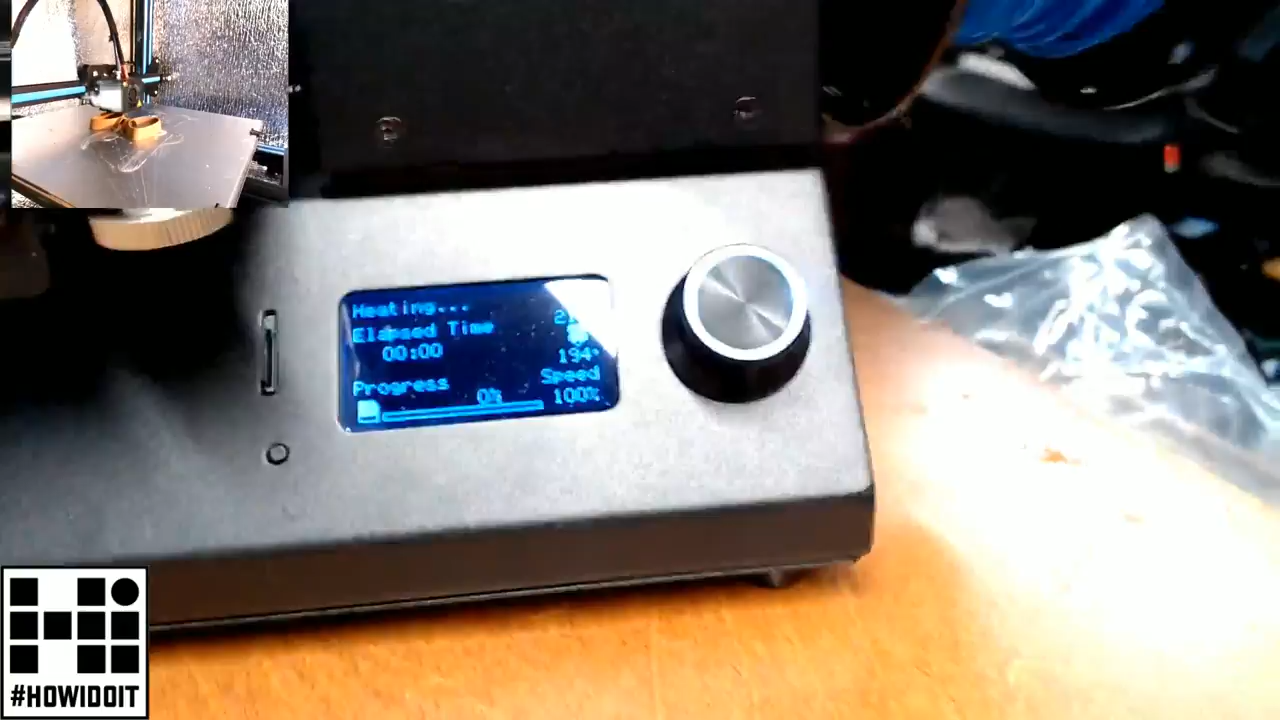 Heating...
Elapsed Time
00:00
194°
Progress
Speed
0%
100%
#HOWIDOIT